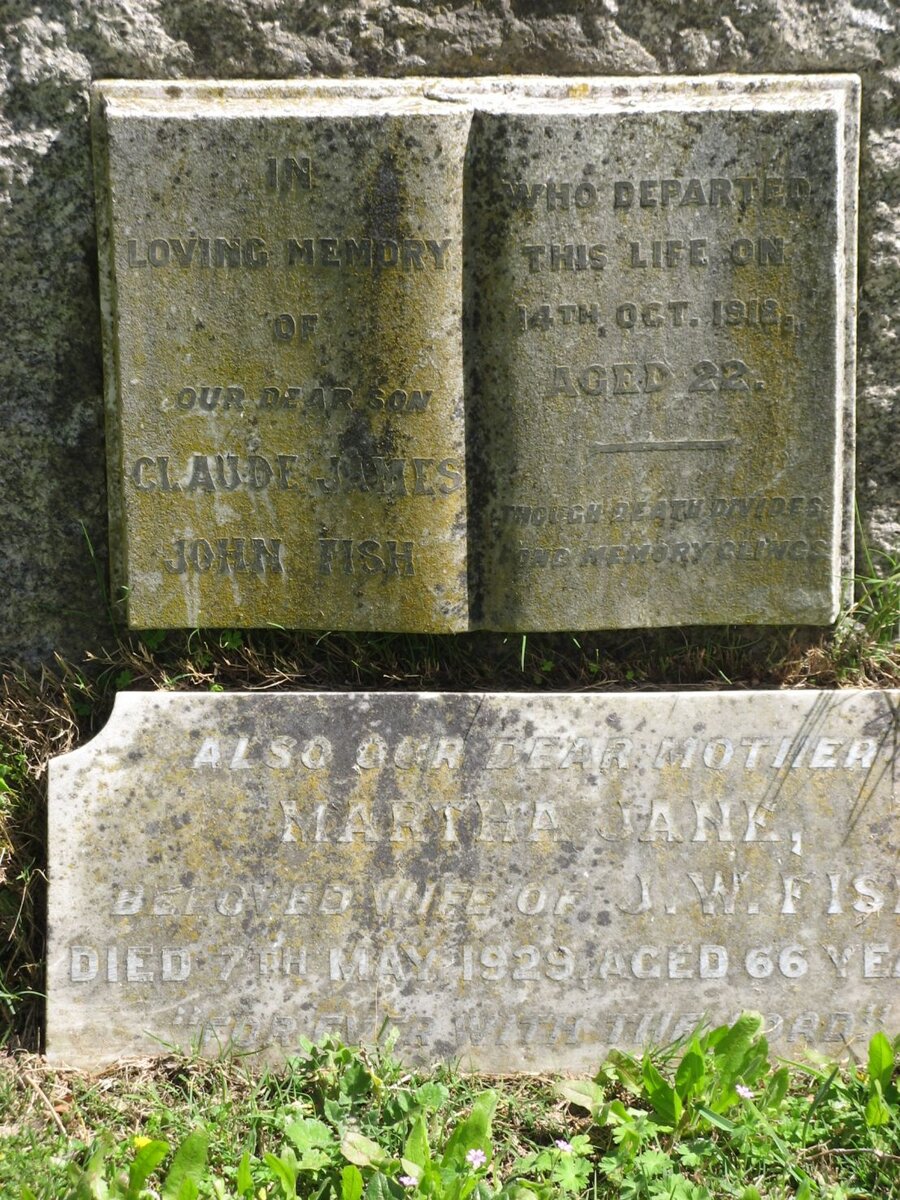 IN
LOVING MEMORY
OF
OUR DEAR SON
CLAUDE JAMES
JOHN FISH
WHO DEPARTED
THIS LIFE ON
14TH, OCT. 1918.,
AGED 22.
THOUGH DEATH DIVIDES
FOND MEMORY CLINGS
ALSO OUR DEAR MOTHER
MARTHA JANE,
BELOVED WIFE OF J. W. FISH
DIED 7TH MAY 1929, AGED 66 YEA
"FOR EVER WITH THE LORD"